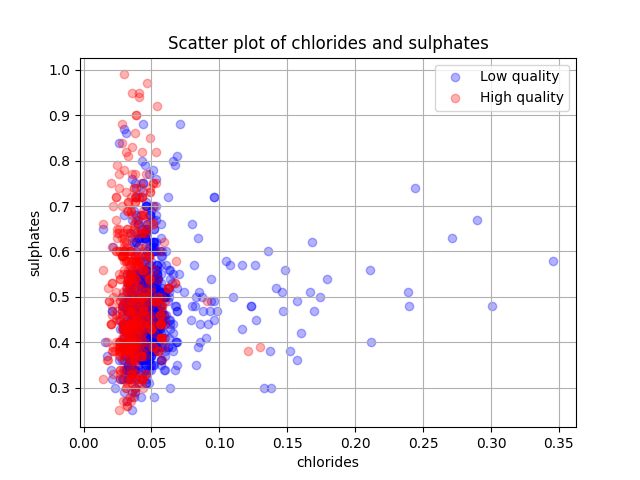 Scatter plot of chlorides and sulphates
Low quality
High quality
1.0
0.9
0.8
0.7
0.6
0.5
0.4
0.3
sulphates
0.00 0.05 0.10 0.15 0.20 0.25 0.30 0.35
chlorides